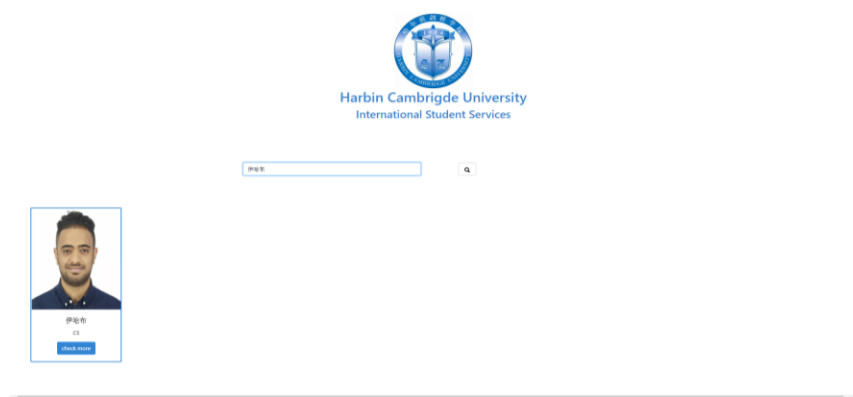 Harbin Cambrigde University
International Student Services
伊哈布
伊哈布
CS
check more